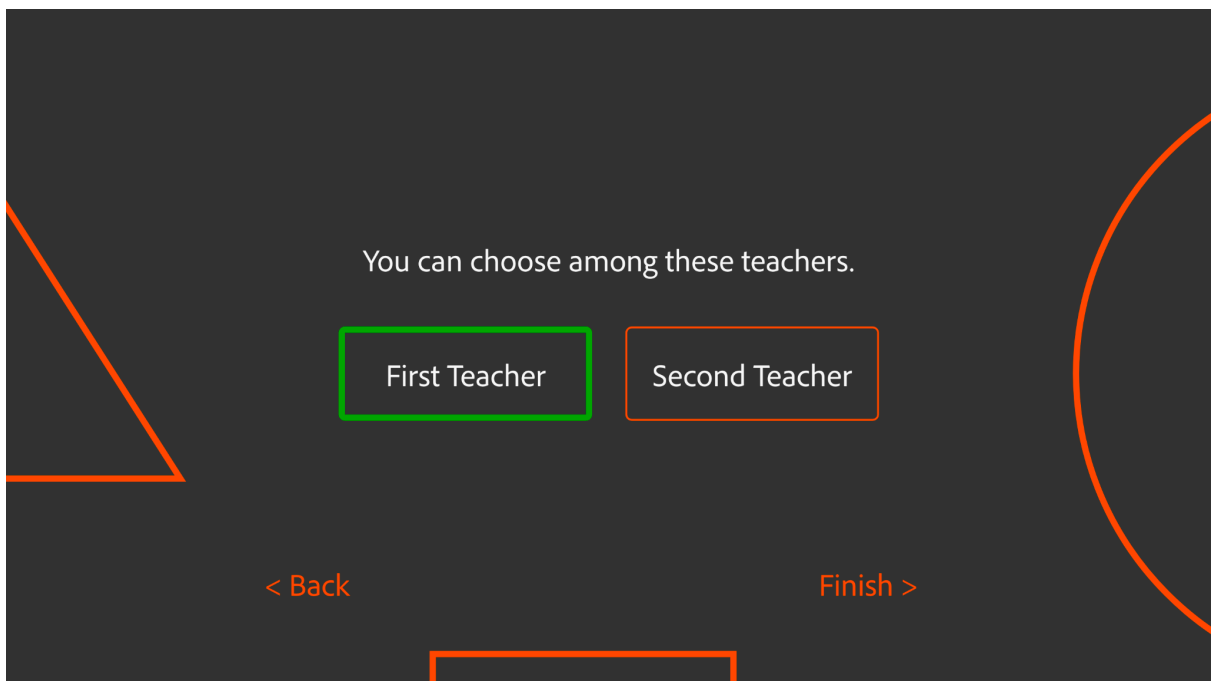 You can choose among these teachers.
First Teacher
Second Teacher
< Back
Finish >